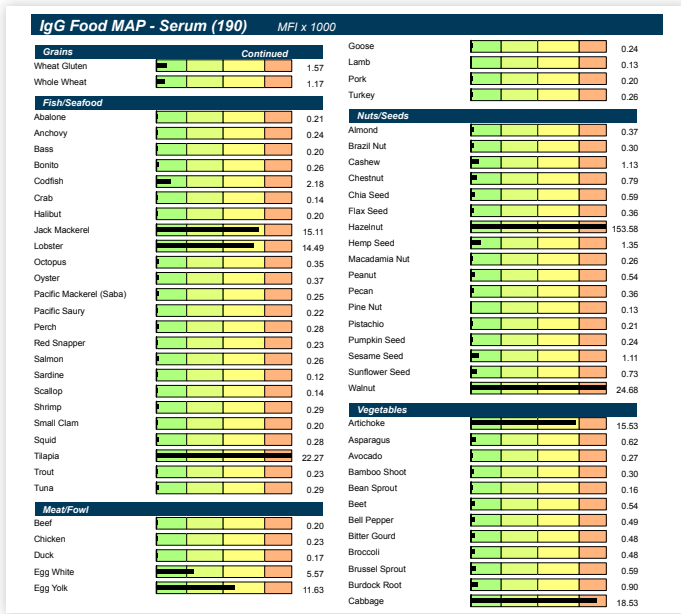 IgG Food MAP - Serum (190) MFI x 1000
Grains Continued
Wheat Gluten 1.57
Whole Wheat 1.17
Fish/Seafood
Abalone 0.21
Anchovy 0.24
Bass 0.20
Bonito 0.26
Codfish 2.18
Crab 0.14
Halibut 0.20
Jack Mackerel 15.11
Lobster 14.49
Octopus 0.35
Oyster 0.37
Pacific Mackerel (Saba) 0.25
Pacific Saury 0.22
Perch 0.28
Red Snapper 0.23
Salmon 0.26
Sardine 0.12
Scallop 0.14
Shrimp 0.29
Small Clam 0.20
Squid 0.28
Tilapia 22.27
Trout 0.23
Tuna 0.29
Meat/Fowl
Beef 0.20
Chicken 0.23
Duck 0.17
Egg White 5.57
Egg Yolk 11.63
Goose 0.24
Lamb 0.13
Pork 0.20
Turkey 0.26
Nuts/Seeds
Almond 0.37
Brazil Nut 0.30
Cashew 1.13
Chestnut 0.79
Chia Seed 0.59
Flax Seed 0.36
Hazelnut 153.58
Hemp Seed 1.35
Macadamia Nut 0.26
Peanut 0.54
Pecan 0.36
Pine Nut 0.13
Pistachio 0.21
Pumpkin Seed 0.24
Sesame Seed 1.11
Sunflower Seed 0.73
Walnut 24.68
Vegetables
Artichoke 15.53
Asparagus 0.62
Avocado 0.27
Bamboo Shoot 0.30
Bean Sprout 0.16
Beet 0.54
Bell Pepper 0.49
Bitter Gourd 0.48
Broccoli 0.48
Brussel Sprout 0.59
Burdock Root 0.90
Cabbage 18.53